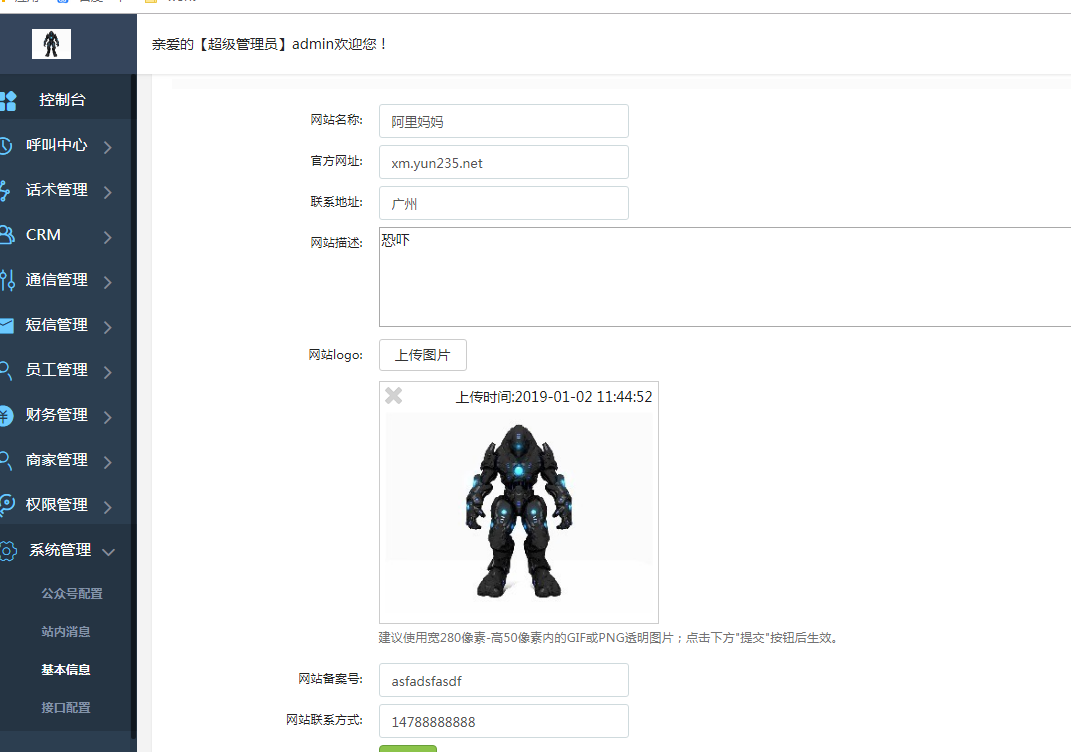 亲爱的【超级管理员】admin欢迎您！
控制台
呼叫中心
话术管理
CRM
通信管理
短信管理
员工管理
财务管理
商家管理
权限管理
系统管理
公众号配置
站内消息
基本信息
接口配置
网站名称: 阿里妈妈
官方网址: xm.yun235.net
联系地址: 广州
网站描述: 恐吓
网站logo: 上传图片
上传时间:2019-01-02 11:44:52
建议使用宽280像素-高50像素内的GIF或PNG透明图片；点击下方"提交"按钮后生效。
网站备案号: asfadsfasdf
网站联系方式: 14788888888